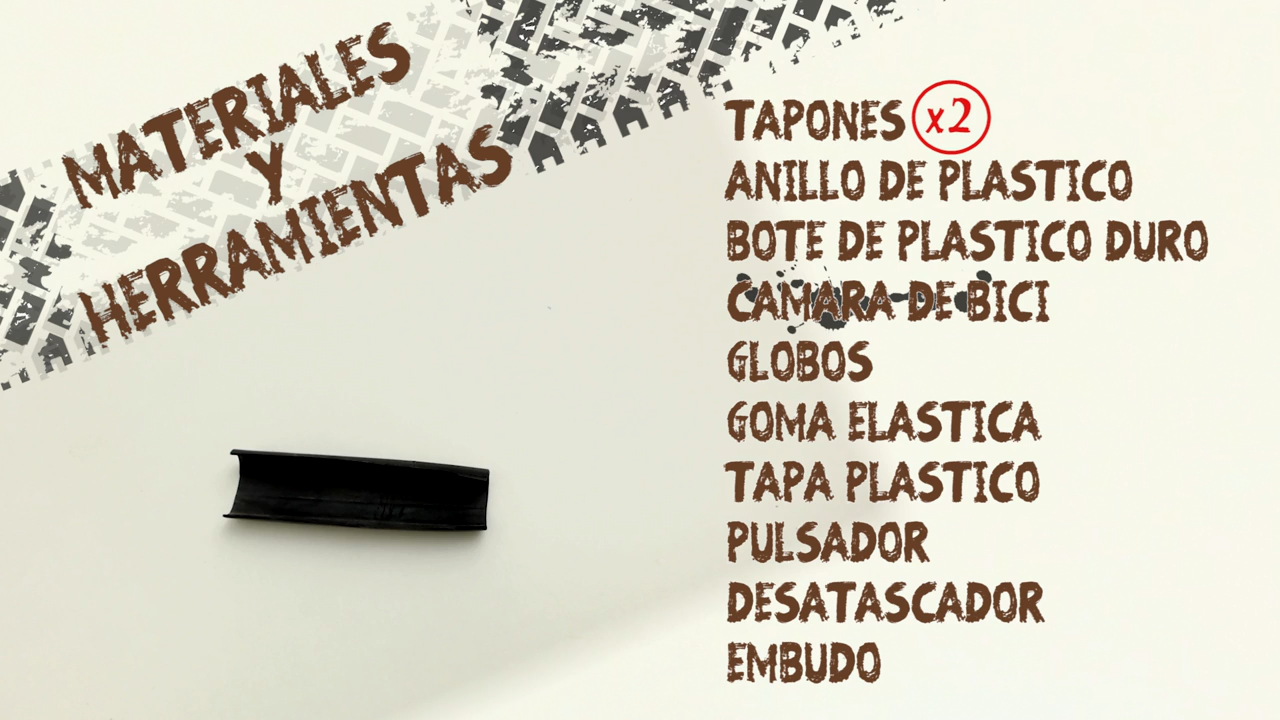 MATERIALES
Y
HERRAMIENTAS
TAPONES x2
ANILLO DE PLASTICO
BOTE DE PLASTICO DURO
CAMARA DE BICI
GLOBOS
GOMA ELASTICA
TAPA PLASTICO
PULSADOR
DESATASCADOR
EMBUDO